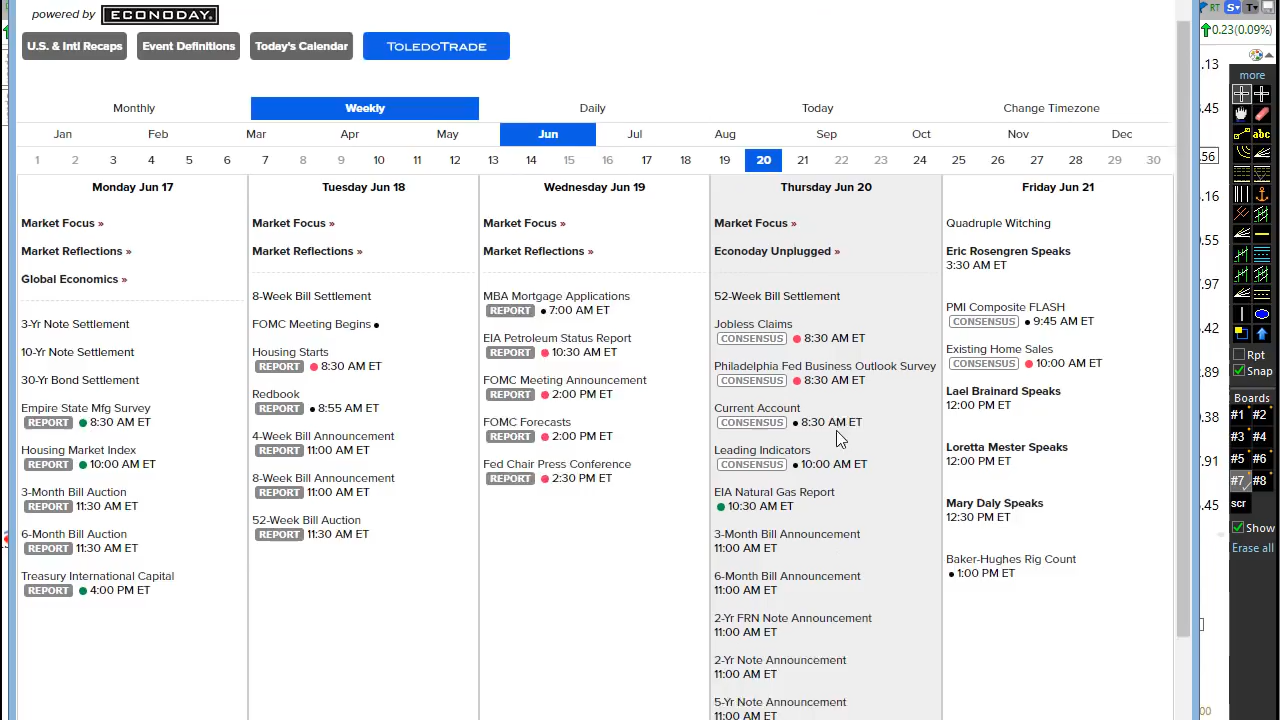 powered by ECONODAY
U.S. & Intl Recaps Event Definitions Today's Calendar TOLEDOTRADE
Monthly Weekly Daily Today Change Timezone
Jan Feb Mar Apr May Jun Jul Aug Sep Oct Nov Dec
1 2 3 4 5 6 7 8 9 10 11 12 13 14 15 16 17 18 19 20 21 22 23 24 25 26 27 28 29 30
Monday Jun 17
Market Focus »
Market Reflections »
Global Economics »
3-Yr Note Settlement
10-Yr Note Settlement
30-Yr Bond Settlement
Empire State Mfg Survey
REPORT 8:30 AM ET
Housing Market Index
REPORT 10:00 AM ET
3-Month Bill Auction
REPORT 11:30 AM ET
6-Month Bill Auction
REPORT 11:30 AM ET
Treasury International Capital
REPORT 4:00 PM ET
Tuesday Jun 18
Market Focus »
Market Reflections »
8-Week Bill Settlement
FOMC Meeting Begins
Housing Starts
REPORT 8:30 AM ET
Redbook
REPORT 8:55 AM ET
4-Week Bill Announcement
REPORT 11:00 AM ET
8-Week Bill Announcement
REPORT 11:00 AM ET
52-Week Bill Auction
REPORT 11:30 AM ET
Wednesday Jun 19
Market Focus »
Market Reflections »
MBA Mortgage Applications
REPORT 7:00 AM ET
EIA Petroleum Status Report
REPORT 10:30 AM ET
FOMC Meeting Announcement
REPORT 2:00 PM ET
FOMC Forecasts
REPORT 2:00 PM ET
Fed Chair Press Conference
REPORT 2:30 PM ET
Thursday Jun 20
Market Focus »
Econoday Unplugged »
52-Week Bill Settlement
Jobless Claims
CONSENSUS 8:30 AM ET
Philadelphia Fed Business Outlook Survey
CONSENSUS 8:30 AM ET
Current Account
CONSENSUS 8:30 AM ET
Leading Indicators
CONSENSUS 10:00 AM ET
EIA Natural Gas Report
10:30 AM ET
3-Month Bill Announcement
11:00 AM ET
6-Month Bill Announcement
11:00 AM ET
2-Yr FRN Note Announcement
11:00 AM ET
2-Yr Note Announcement
11:00 AM ET
5-Yr Note Announcement
11:00 AM ET
Friday Jun 21
Quadruple Witching
Eric Rosengren Speaks
3:30 AM ET
PMI Composite FLASH
CONSENSUS 9:45 AM ET
Existing Home Sales
CONSENSUS 10:00 AM ET
Lael Brainard Speaks
12:00 PM ET
Loretta Mester Speaks
12:00 PM ET
Mary Daly Speaks
12:30 PM ET
Baker-Hughes Rig Count
1:00 PM ET
RT S T
0.23(0.09%)
.13
.45
.56
.16
.55
.97
.42
.89
.38
.91
.45
00
more
abc
Rpt
Snap
Boards
#1 #2
#3 #4
#5 #6
#7 #8
scr
Show
Erase all